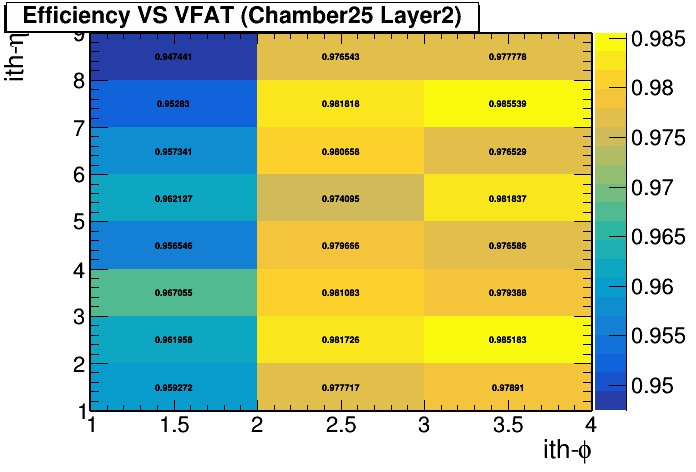 Efficiency VS VFAT (Chamber25 Layer2)
ith-η
9
8
7
6
5
4
3
2
1
0.947441 0.976543 0.977778
0.95283 0.981818 0.985539
0.957341 0.980658 0.976529
0.962127 0.974095 0.981837
0.956546 0.979666 0.976586
0.967055 0.981083 0.979388
0.961958 0.981726 0.985183
0.959272 0.977717 0.97891
1 1.5 2 2.5 3 3.5 4
ith-ϕ
0.985
0.98
0.975
0.97
0.965
0.96
0.955
0.95